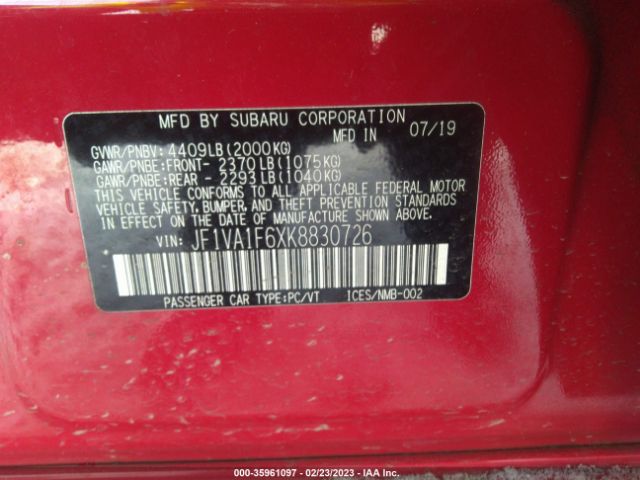 MFD BY SUBARU CORPORATION
MFD IN 07/19
GVWR/PNBV: 4409LB(2000KG)
GAWR/PNBE:FRONT- 2370LB(1075KG)
GAWR/PNBE:REAR - 2293LB(1040KG)
THIS VEHICLE CONFORMS TO ALL APPLICABLE FEDERAL MOTOR
VEHICLE SAFETY, BUMPER, AND THEFT PREVENTION STANDARDS
IN EFFECT ON THE DATE OF MANUFACTURE SHOWN ABOVE.
VIN: JF1VA1F6XK8830726
PASSENGER CAR TYPE:PC/VT ICES/NMB-002
000-35961097 - 02/23/2023 - © IAA Inc.